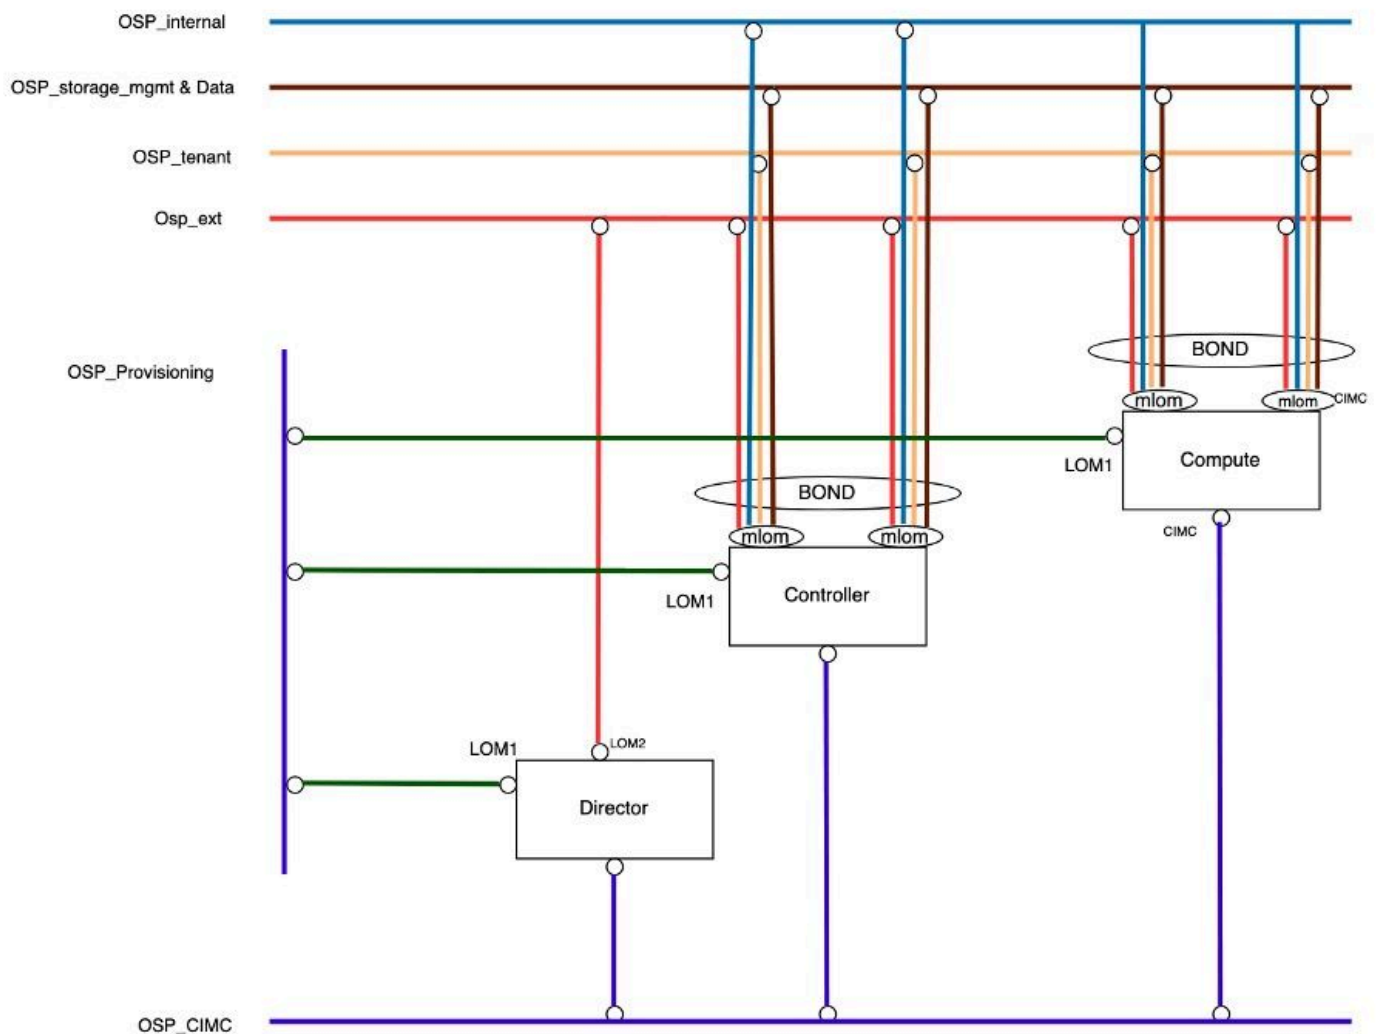 OSP_internal
OSP_storage_mgmt & Data
OSP_tenant
Osp_ext
BOND
OSP_Provisioning
mlom
mlom
CIMC
LOM1
Compute
BOND
CIMC
mlom
mlom
LOM1
Controller
LOM1
LOM2
Director
OSP_CIMC